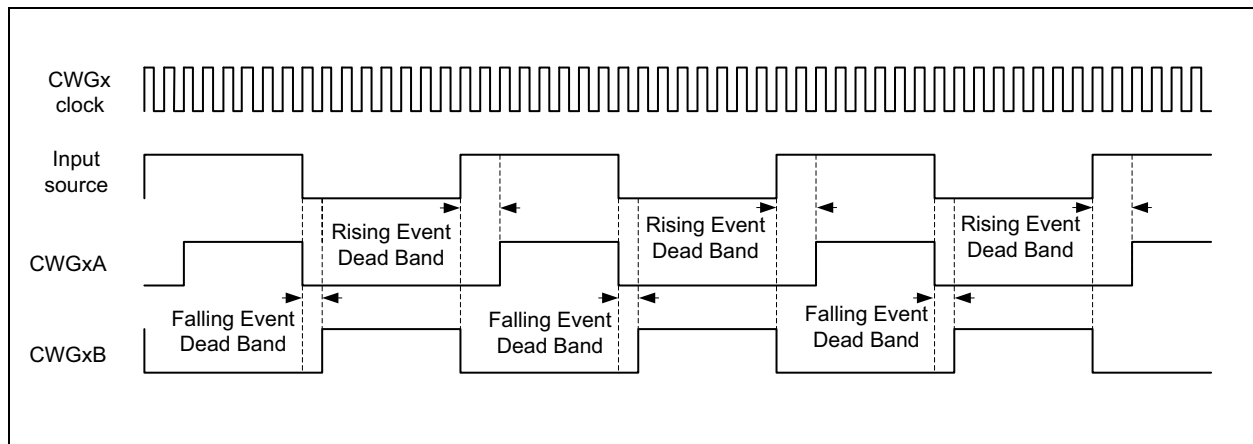 CWGx
clock
Input
source
Rising Event
Dead Band
Rising Event
Dead Band
Rising Event
Dead Band
CWGxA
Falling Event
Dead Band
Falling Event
Dead Band
Falling Event
Dead Band
CWGxB